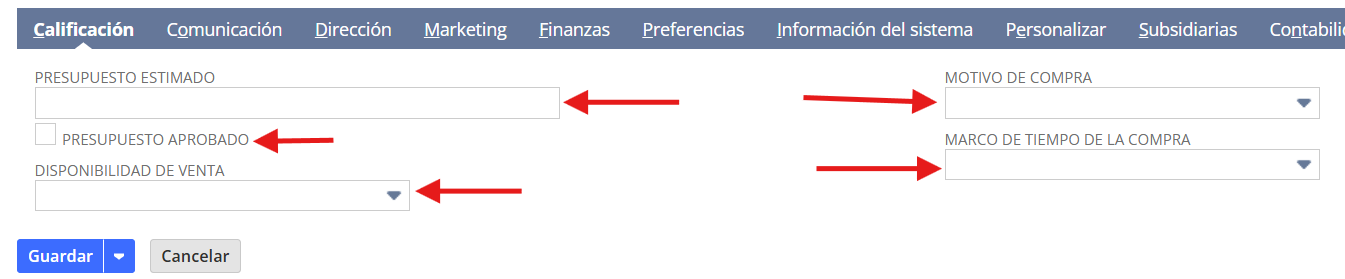 Calificación Comunicación Dirección Marketing Finanzas Preferencias Información del sistema Personalizar Subsidiarias
PRESUPUESTO ESTIMADO
PRESUPUESTO APROBADO
DISPONIBILIDAD DE VENTA
MOTIVO DE COMPRA
MARCO DE TIEMPO DE LA COMPRA
Guardar Cancelar